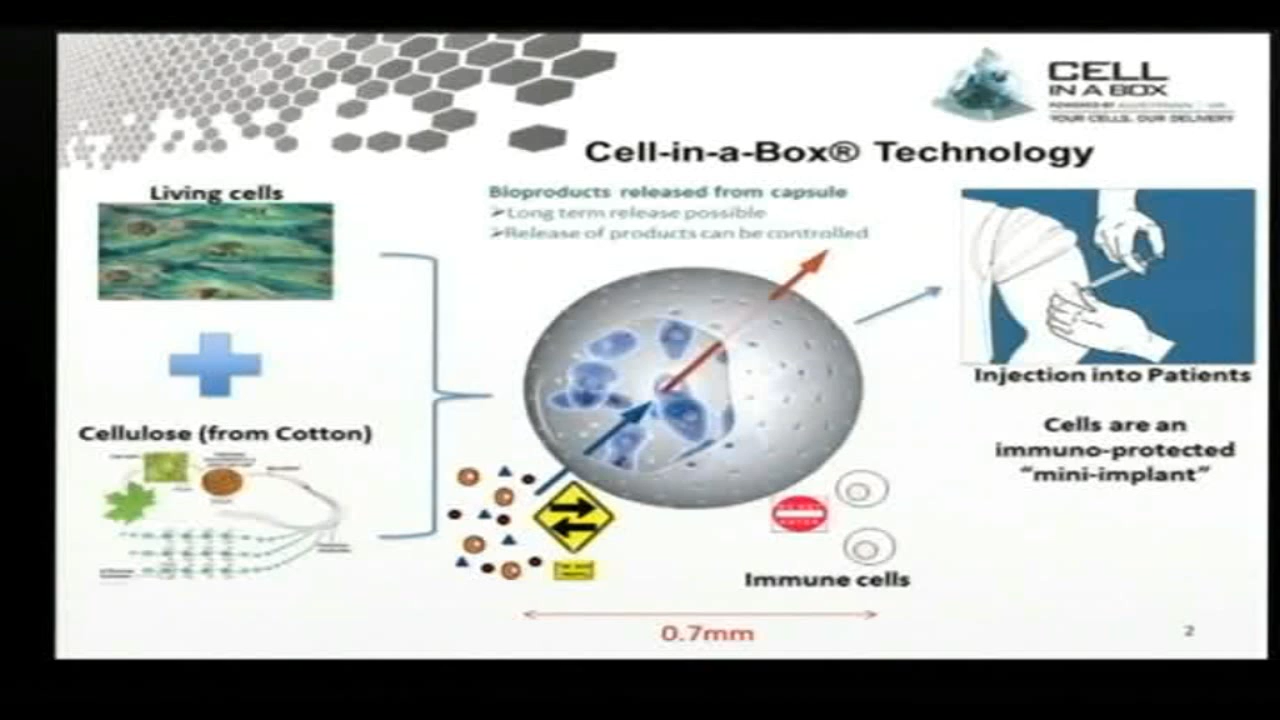 CELL
IN A BOX
POWERED BY
YOUR CELLS, OUR DELIVERY
Cell-in-a-Box® Technology
Living cells
Bioproducts released from capsule
➢Long term release possible
➢Release of products can be controlled
Cellulose (from Cotton)
Injection into Patients
Cells are an
immuno-protected
“mini-implant”
Immune cells
0.7mm
2